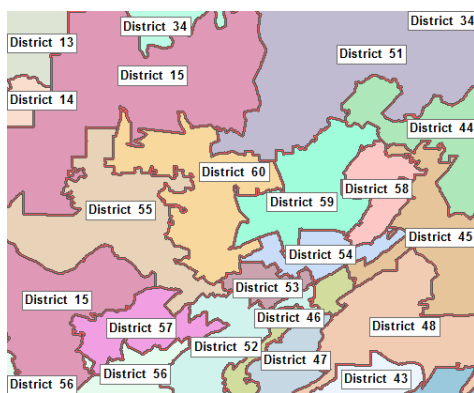 District 34
District 34
District 13
District 51
District 15
District 14
District 44
District 60
District 58
District 59
District 55
District 45
District 54
District 53
District 15
District 46
District 57
District 48
District 52
District 47
District 56
District 43
District 56